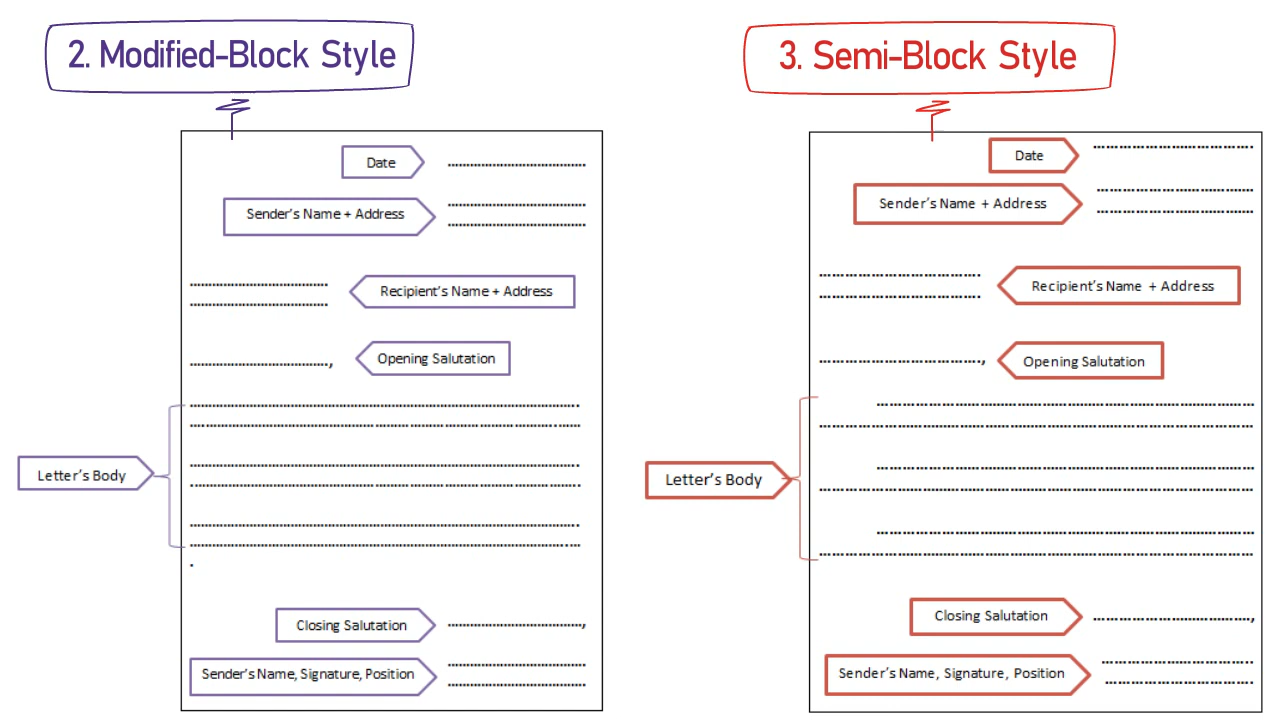 2. Modified-Block Style
Date
Sender's Name + Address
Recipient's Name + Address
Opening Salutation
Letter's Body
Closing Salutation
Sender's Name, Signature, Position
3. Semi-Block Style
Date
Sender's Name + Address
Recipient's Name + Address
Opening Salutation
Letter's Body
Closing Salutation
Sender's Name, Signature, Position